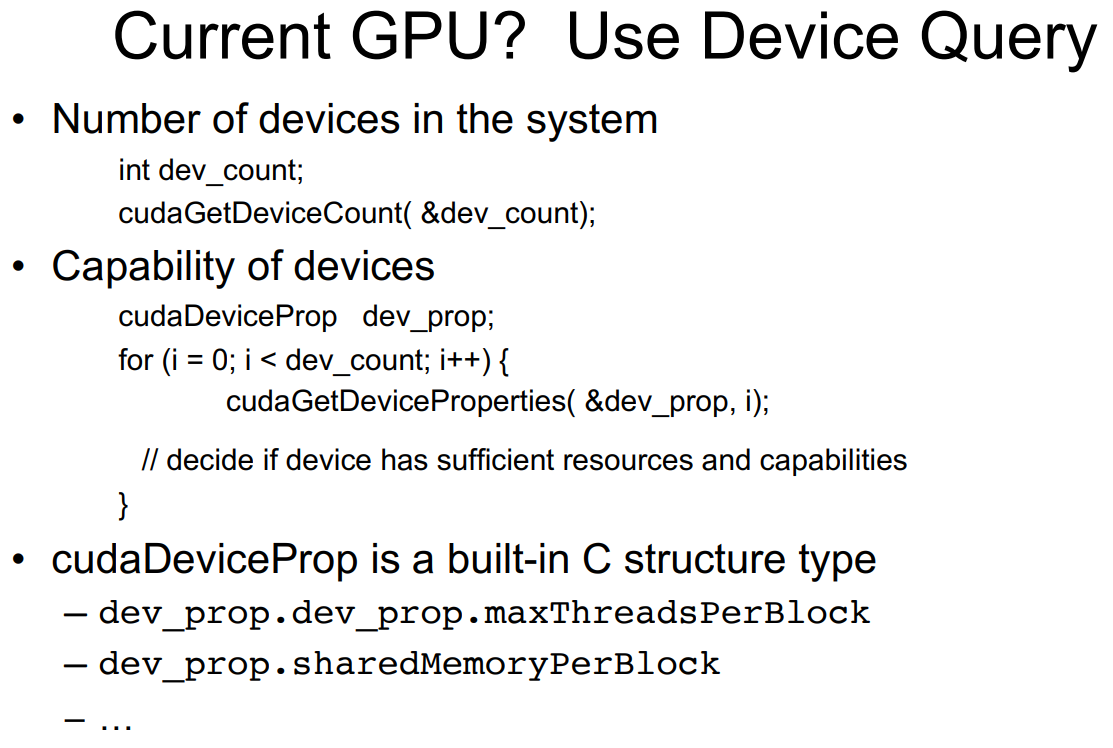 Current GPU? Use Device Query
• Number of devices in the system
int dev_count;
cudaGetDeviceCount( &dev_count);
• Capability of devices
cudaDeviceProp dev_prop;
for (i = 0; i < dev_count; i++) {
cudaGetDeviceProperties( &dev_prop, i);
// decide if device has sufficient resources and capabilities
}
• cudaDeviceProp is a built-in C structure type
– dev_prop.dev_prop.maxThreadsPerBlock
– dev_prop.sharedMemoryPerBlock
– …